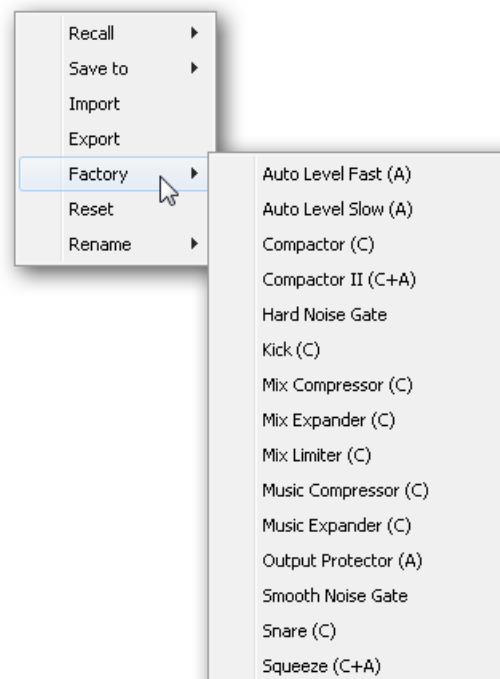 Recall
Save to
Import
Export
Factory
Reset
Rename
Auto Level Fast (A)
Auto Level Slow (A)
Compactor (C)
Compactor II (C+A)
Hard Noise Gate
Kick (C)
Mix Compressor (C)
Mix Expander (C)
Mix Limiter (C)
Music Compressor (C)
Music Expander (C)
Output Protector (A)
Smooth Noise Gate
Snare (C)
Squeeze (C+A)